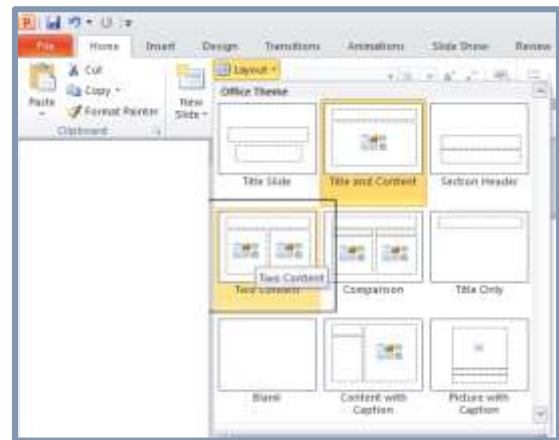 File Home Insert Design Transitions Animations Slide Show Review
Cut
Copy
Format Painter
Paste
Clipboard
New
Slide
Layout
Office Theme
Title Slide Title and Content Section Header
Two Content
Two Content Comparison Title Only
Blank Content with
Caption Picture with
Caption